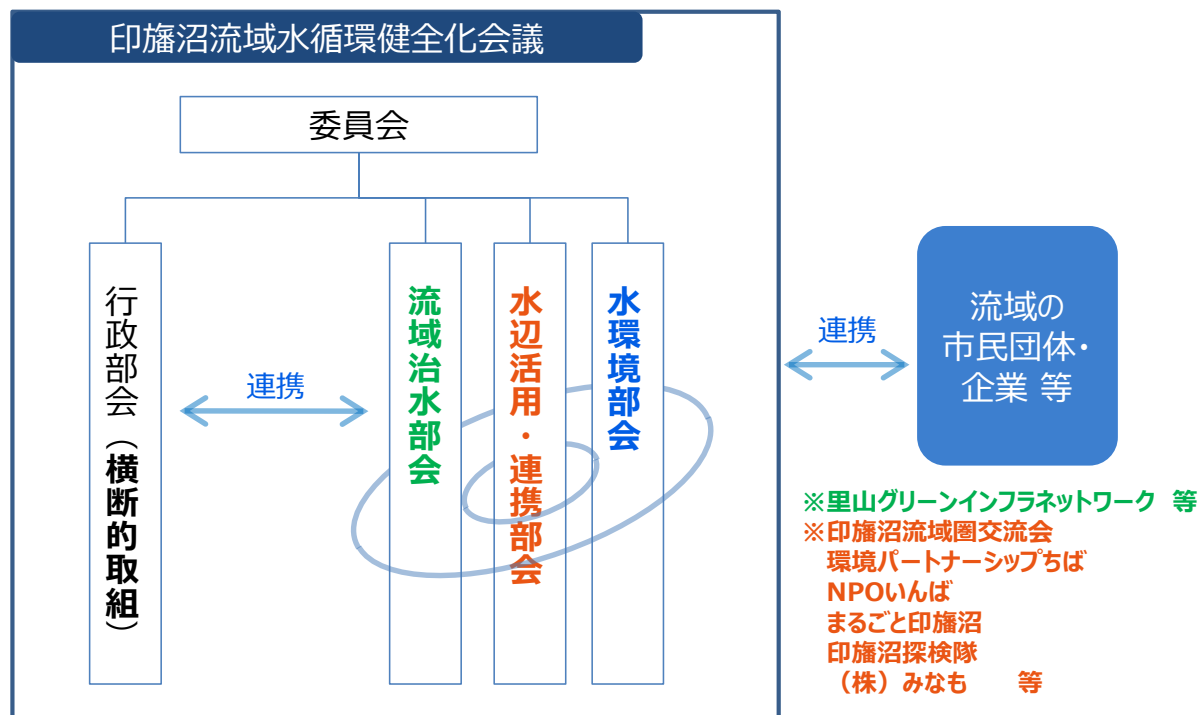 印旛沼流域水循環健全化会議
委員会
行政部会（横断的取組）
連携
流域治水部会
水辺活用・連携部会
水環境部会
連携
流域の
市民団体・
企業 等
※里山グリーンインフラネットワーク 等
※印旛沼流域圏交流会
環境パートナーシップちば
NPOいんば
まるごと印旛沼
印旛沼探検隊
（株）みなも 等